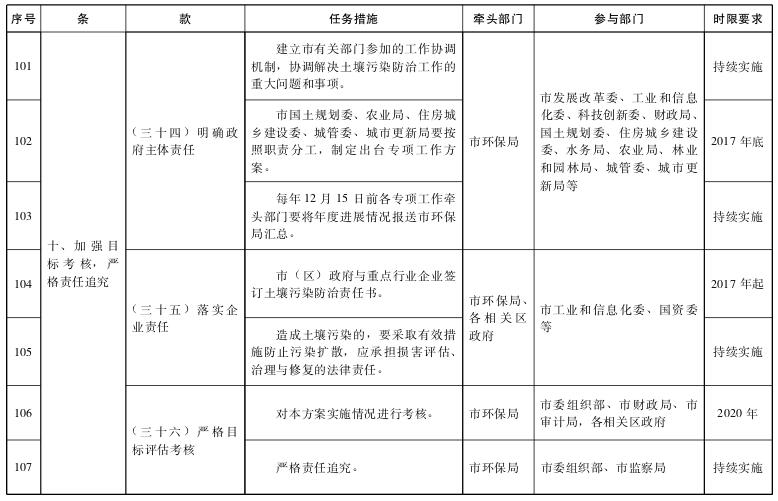 序号 条 款 任务措施 牵头部门 参与部门 时限要求
101
十、加强目
标考核，严
格责任追究
（三十四）明确政
府主体责任
建立市有关部门参加的工作协调
机制，协调解决土壤污染防治工作的
重大问题和事项。
市环保局
市发展改革委、工业和信息
化委、科技创新委、财政局、
国土规划委、住房城乡建设
委、水务局、农业局、林业
和园林局、城管委、城市更
新局等
持续实施
102
市国土规划委、农业局、住房城
乡建设委、城管委、城市更新局要按
照职责分工，制定出台专项工作方
案。
2017 年底
103
每年 12 月 15 日前各专项工作牵
头部门要将年度进展情况报送市环保
局汇总。
持续实施
104
（三十五）落实企
业责任
市（区）政府与重点行业企业签
订土壤污染防治责任书。
市环保局、
各相关区
政府
市工业和信息化委、国资委
等
2017 年起
105
造成土壤污染的，要采取有效措
施防止污染扩散，应承担损害评估、
治理与修复的法律责任。
持续实施
106
（三十六）严格目
标评估考核
对本方案实施情况进行考核。
市环保局
市委组织部、市财政局、市
审计局，各相关区政府
2020 年
107
严格责任追究。
市环保局
市委组织部、市监察局
持续实施